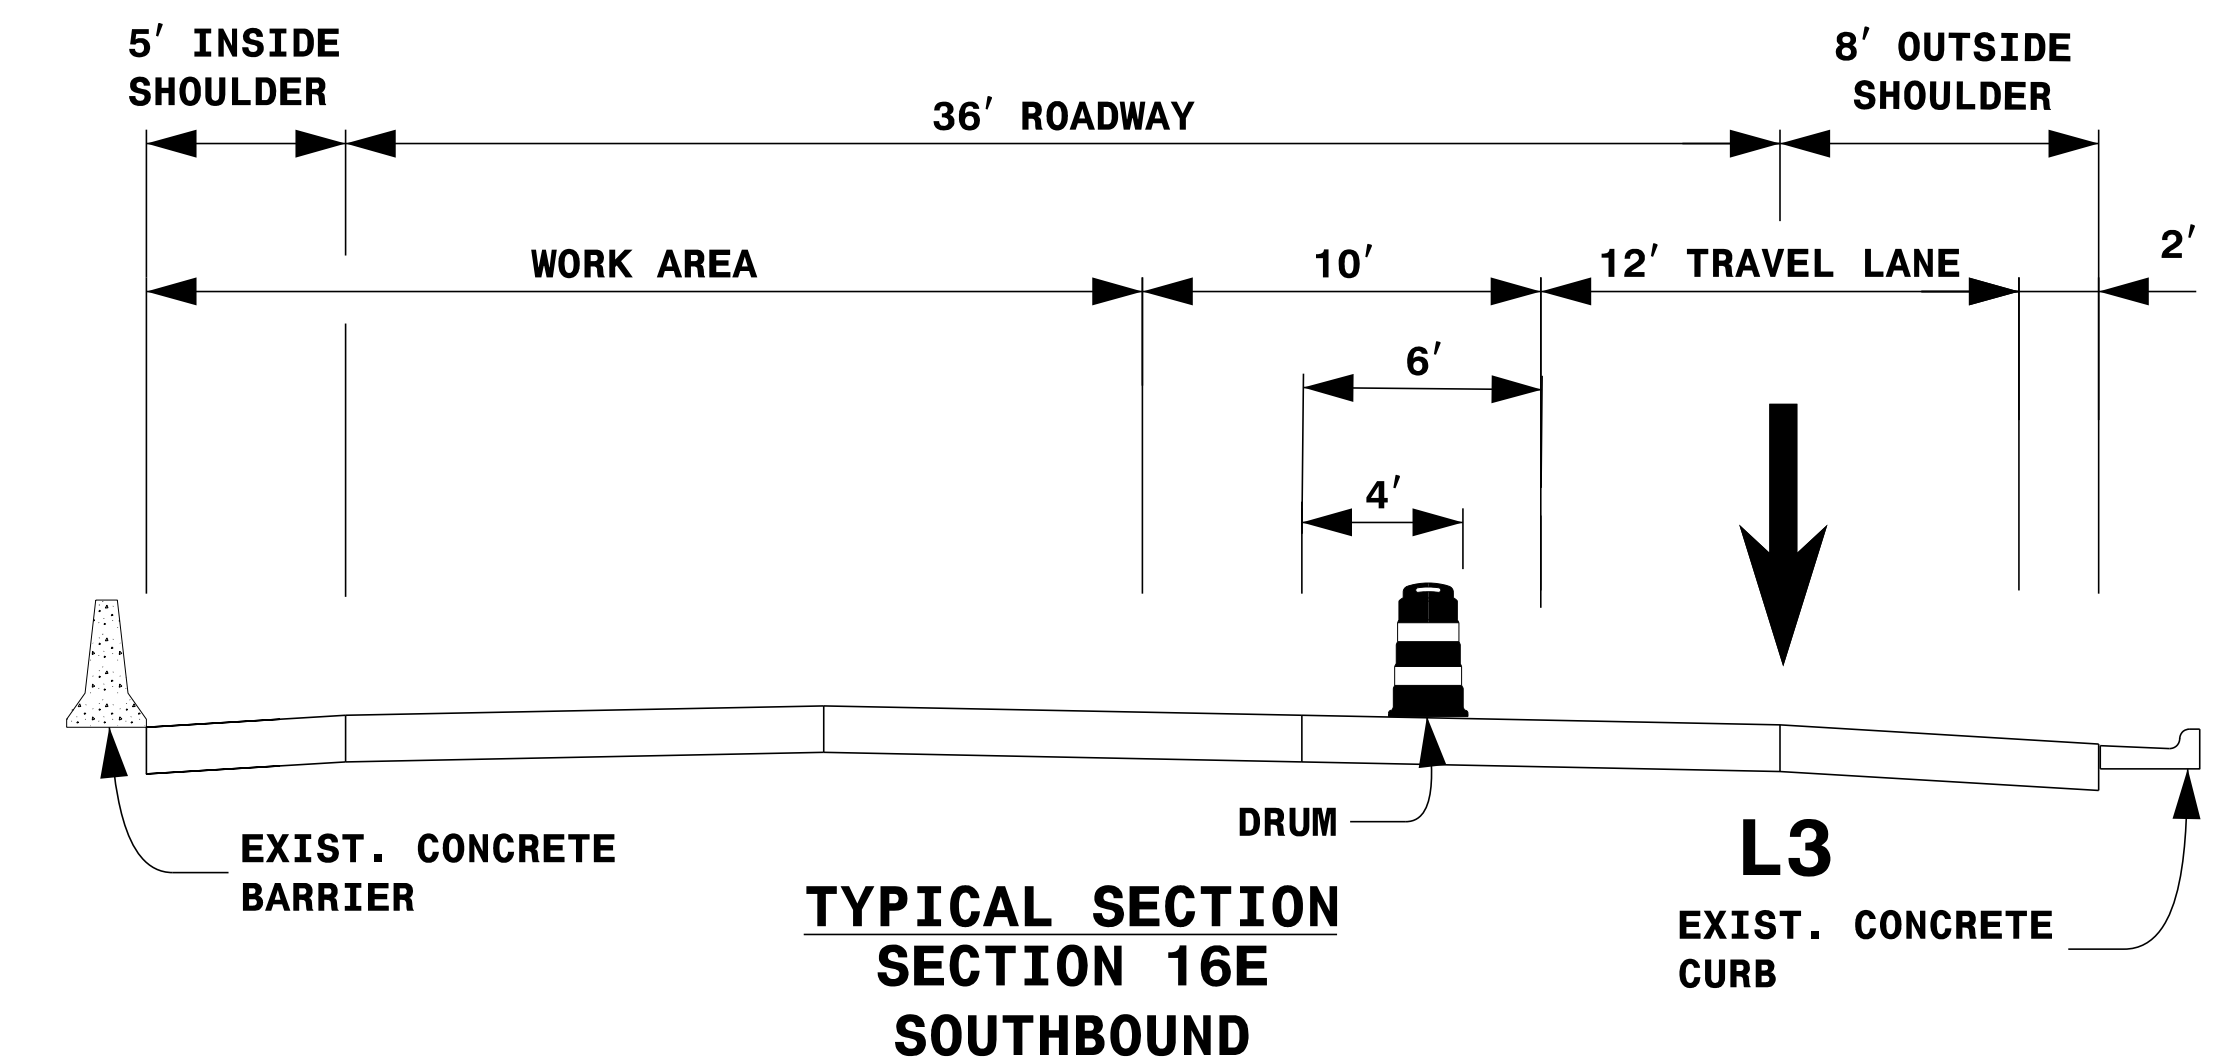 5' INSIDE
SHOULDER
36' ROADWAY
8' OUTSIDE
SHOULDER
WORK AREA
10'
12' TRAVEL LANE
2'
6'
4'
DRUM
EXIST. CONCRETE
BARRIER
L3
EXIST. CONCRETE
CURB
TYPICAL SECTION
SECTION 16E
SOUTHBOUND